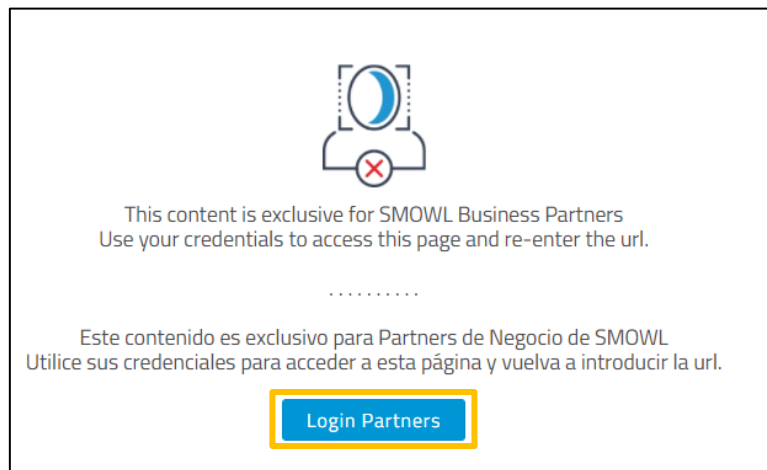 This content is exclusive for SMOWL Business Partners
Use your credentials to access this page and re-enter the url.
. . . . . . . . . .
Este contenido es exclusivo para Partners de Negocio de SMOWL
Utilice sus credenciales para acceder a esta página y vuelva a introducir la url.
Login Partners